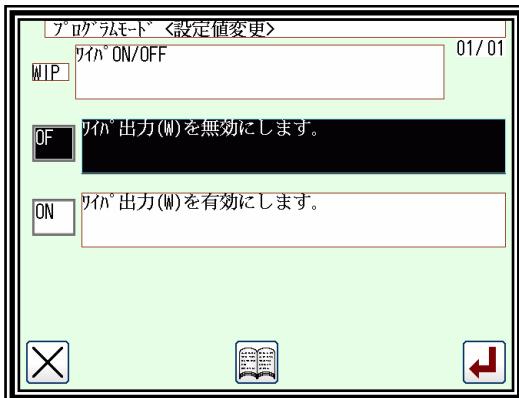 ﾌﾟﾛｸﾞﾗﾑﾓｰﾄﾞ <設定値変更>
01/01
WIP
ﾜｲﾊﾟON/OFF
OF
ﾜｲﾊﾟ出力(W)を無効にします。
ON
ﾜｲﾊﾟ出力(W)を有効にします。